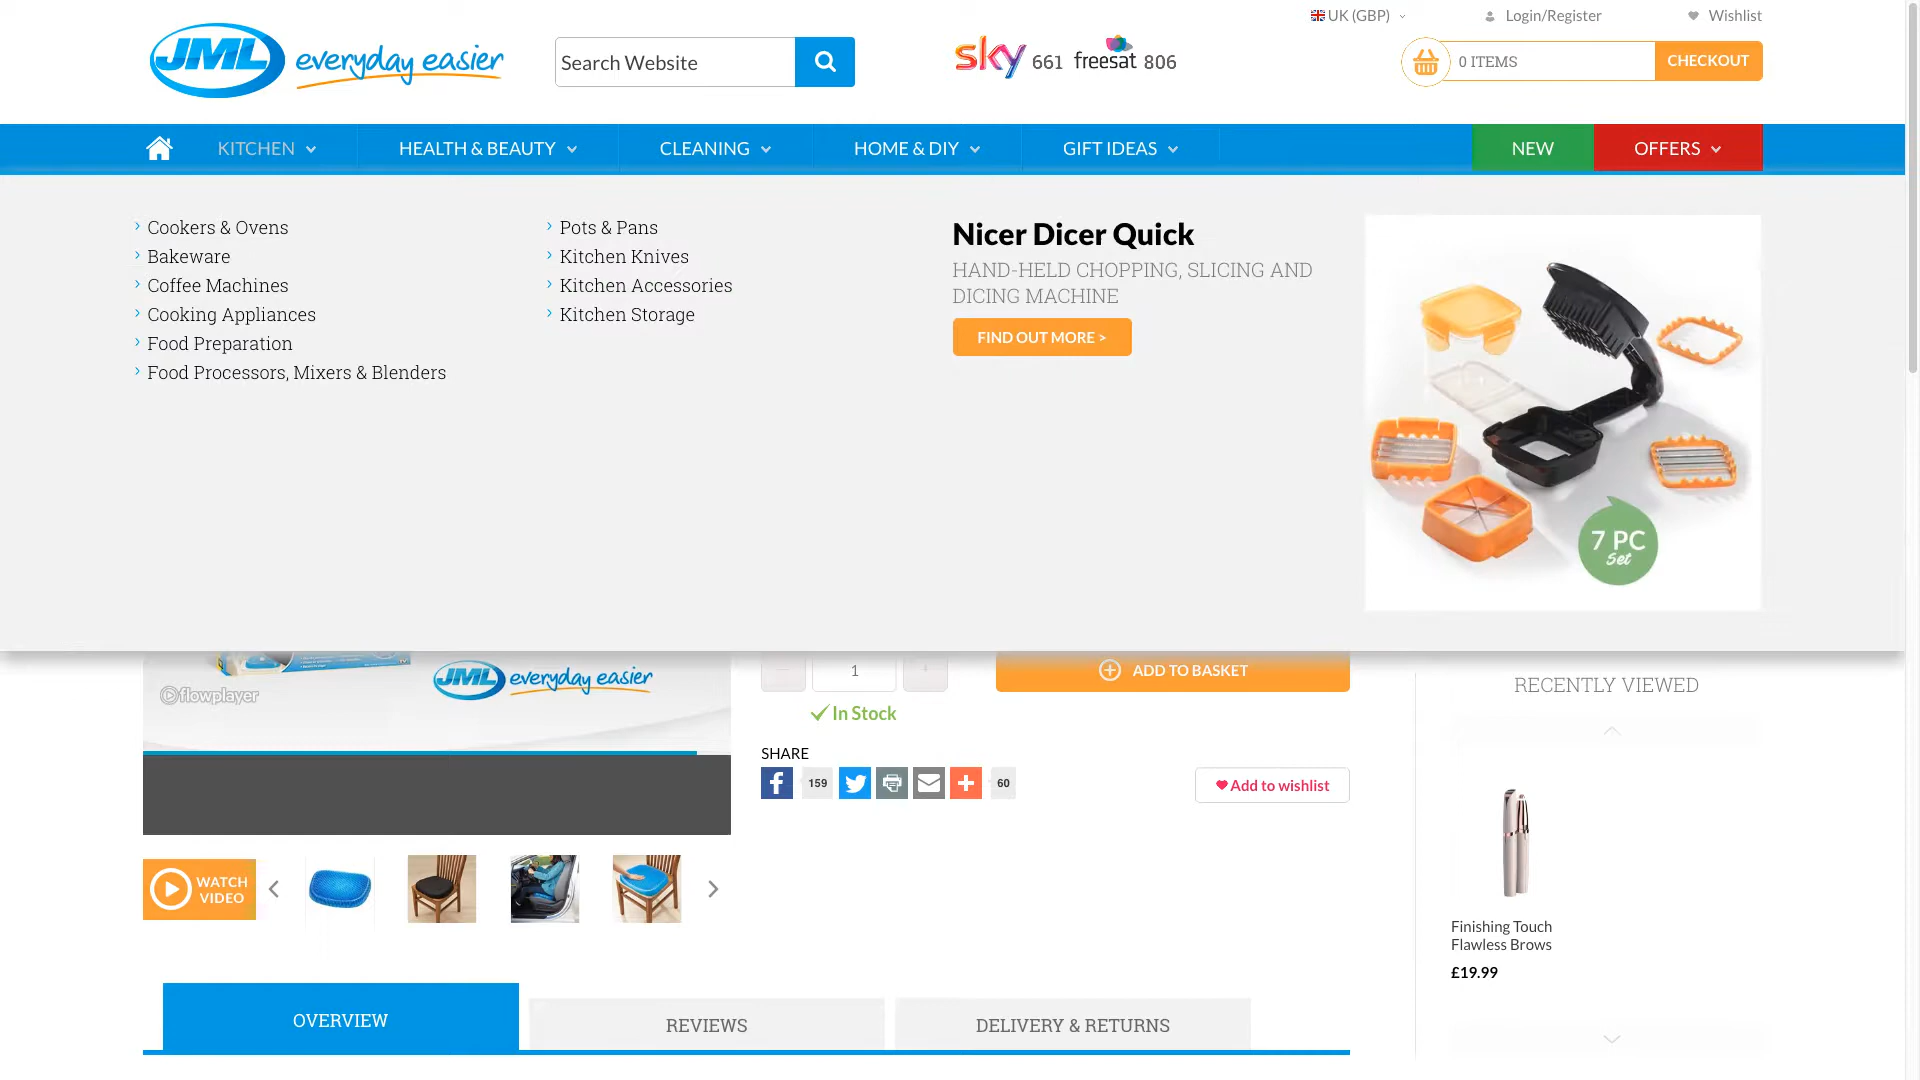 UK (GBP)
Login/Register
Wishlist
JML everyday easier
Search Website
sky 661 freesat 806
0 ITEMS
CHECKOUT
KITCHEN
HEALTH & BEAUTY
CLEANING
HOME & DIY
GIFT IDEAS
NEW
OFFERS
Cookers & Ovens
Bakeware
Coffee Machines
Cooking Appliances
Food Preparation
Food Processors, Mixers & Blenders
Pots & Pans
Kitchen Knives
Kitchen Accessories
Kitchen Storage
Nicer Dicer Quick
HAND-HELD CHOPPING, SLICING AND
DICING MACHINE
FIND OUT MORE >
7 PC
Set
flowplayer
JML everyday easier
1
ADD TO BASKET
In Stock
SHARE
159
60
Add to wishlist
WATCH
VIDEO
RECENTLY VIEWED
Finishing Touch
Flawless Brows
£19.99
OVERVIEW
REVIEWS
DELIVERY & RETURNS